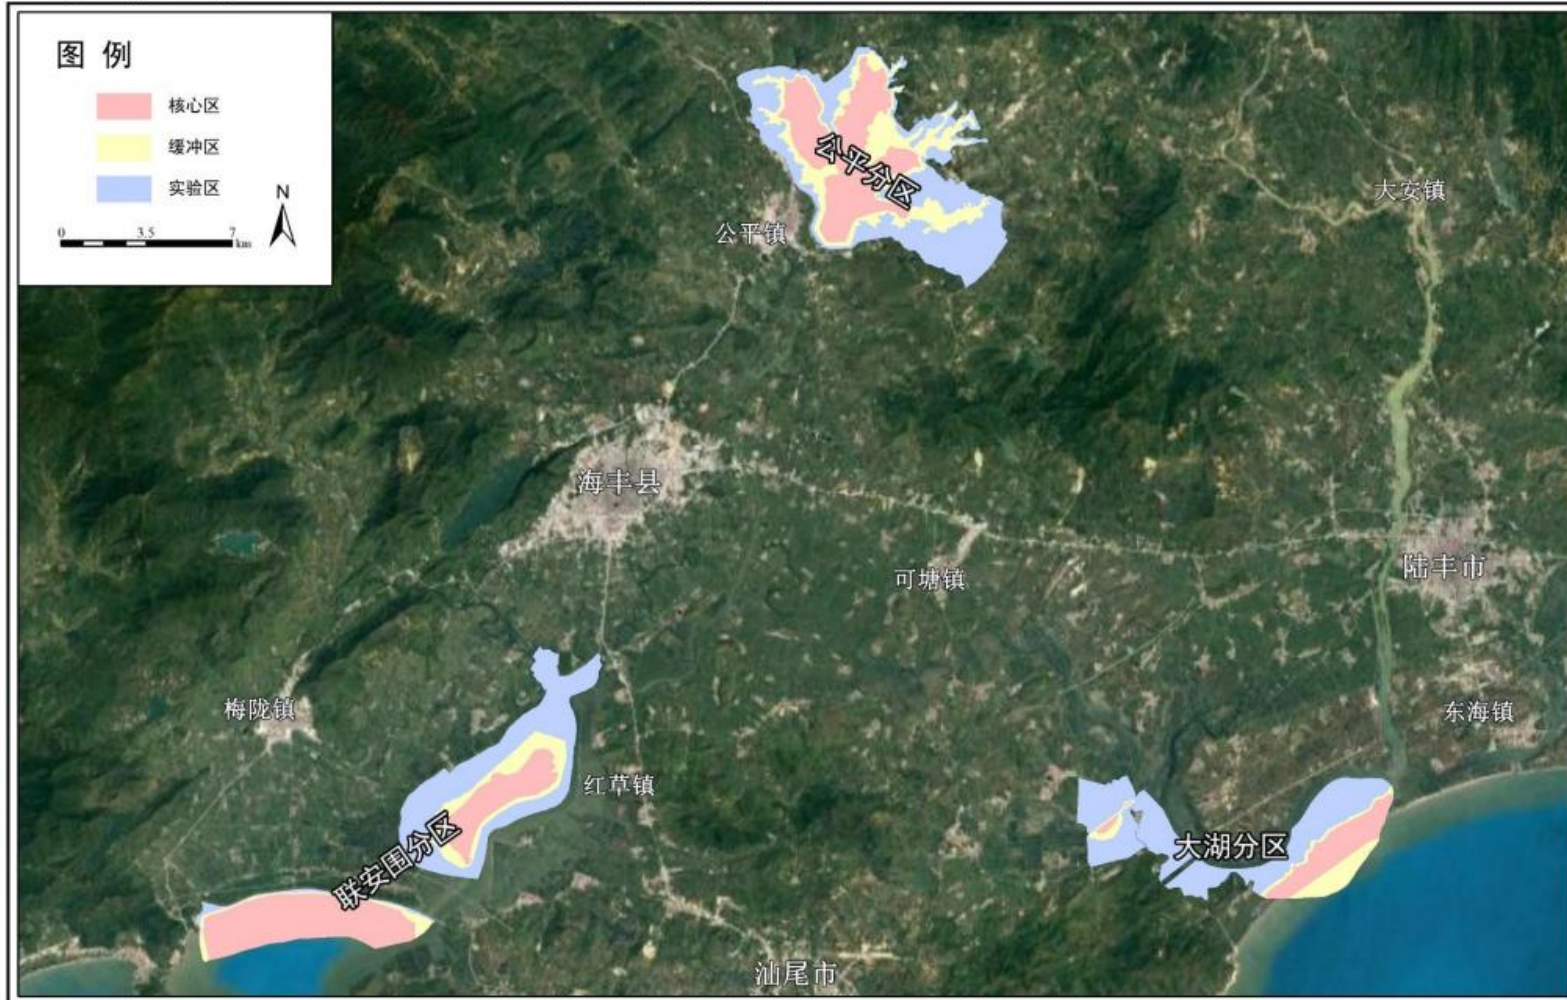 图 例
核心区
缓冲区
实验区
N
0 3.5 7
km
公平分区
大安镇
公平镇
海丰县
陆丰市
可塘镇
梅陇镇
东海镇
红草镇
联安围分区
大湖分区
汕尾市